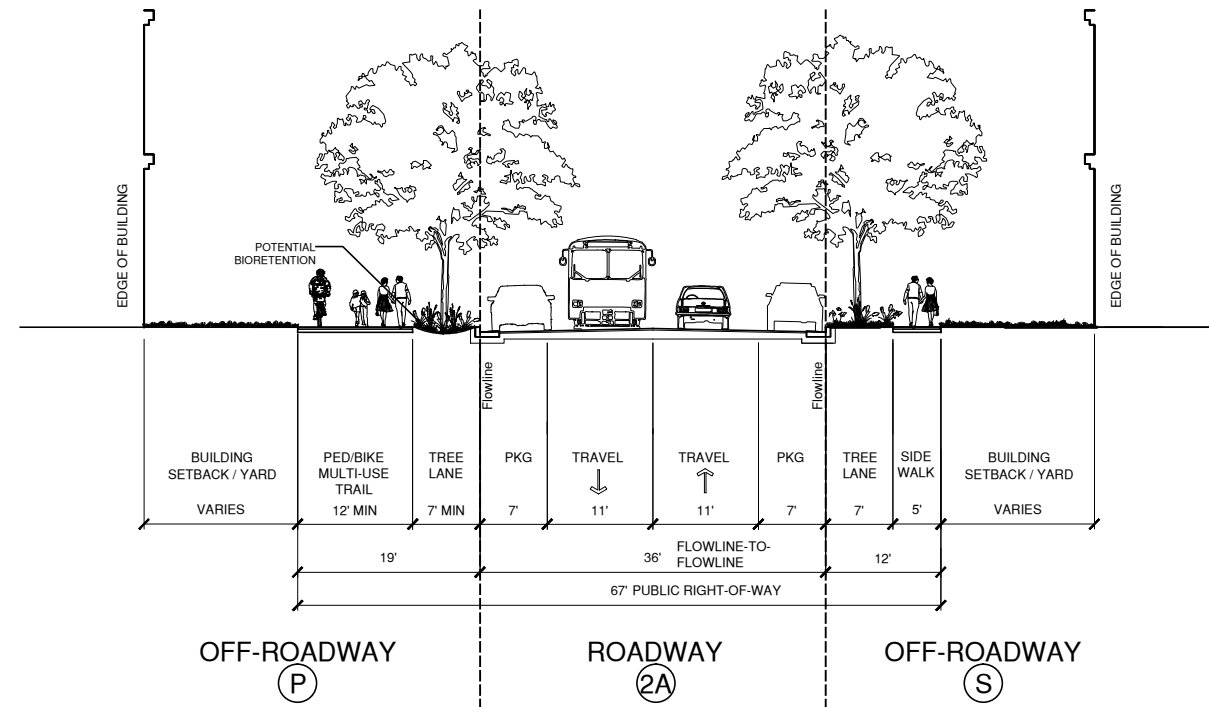 EDGE OF BUILDING
POTENTIAL
BIORETENTION
EDGE OF BUILDING
Flowline
Flowline
BUILDING
SETBACK / YARD
VARIES
PED/BIKE
MULTI-USE
TRAIL
12' MIN
TREE
LANE
7' MIN
PKG
7'
TRAVEL
11'
TRAVEL
11'
PKG
7'
TREE
LANE
7'
SIDE
WALK
5'
BUILDING
SETBACK / YARD
VARIES
19'
36'
FLOWLINE-TO-
FLOWLINE
12'
67' PUBLIC RIGHT-OF-WAY
OFF-ROADWAY
P
ROADWAY
2A
OFF-ROADWAY
S